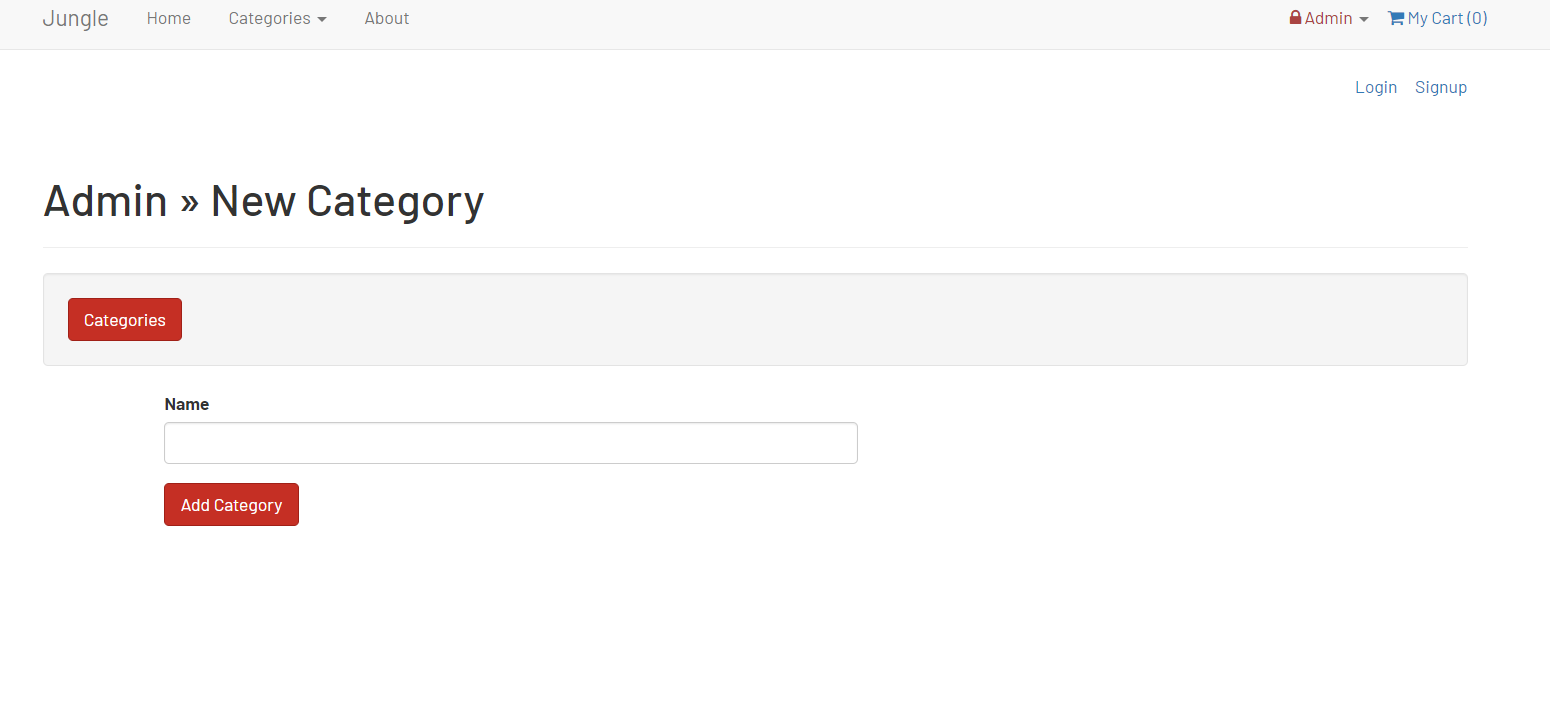 Jungle Home Categories About Admin My Cart (0)
Login Signup
Admin » New Category
Categories
Name
Add Category